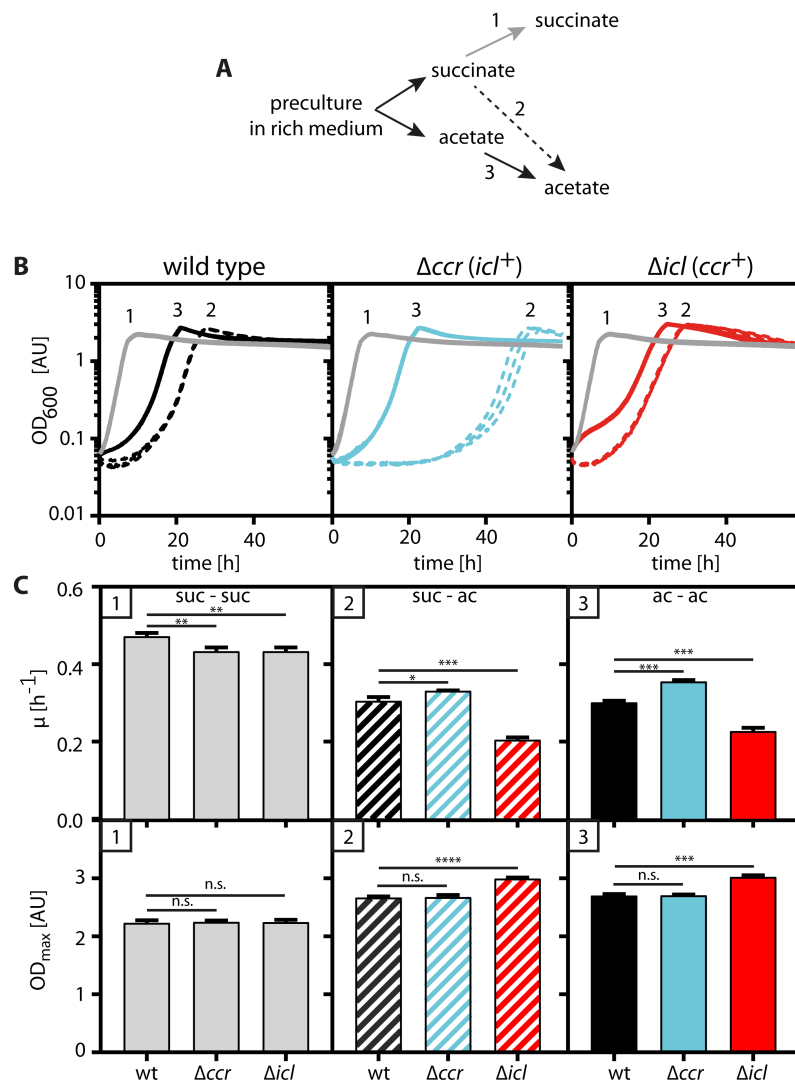 A
1
succinate
succinate
preculture
in rich medium
2
acetate
3
acetate
B
wild type
Δccr (icl+)
Δicl (ccr+)
OD600 [AU]
10
1
0.1
0.01
1 3 2
1 3 2
1 3 2
0 20 40
0 20 40
0 20 40
time [h]
time [h]
time [h]
C
μ [h-1]
0.6
0.4
0.2
0.0
1
suc - suc
**
**
2
suc - ac
***
*
3
ac - ac
***
***
ODmax [AU]
3
2
1
0
1
n.s.
n.s.
2
****
n.s.
3
***
n.s.
wt Δccr Δicl
wt Δccr Δicl
wt Δccr Δicl